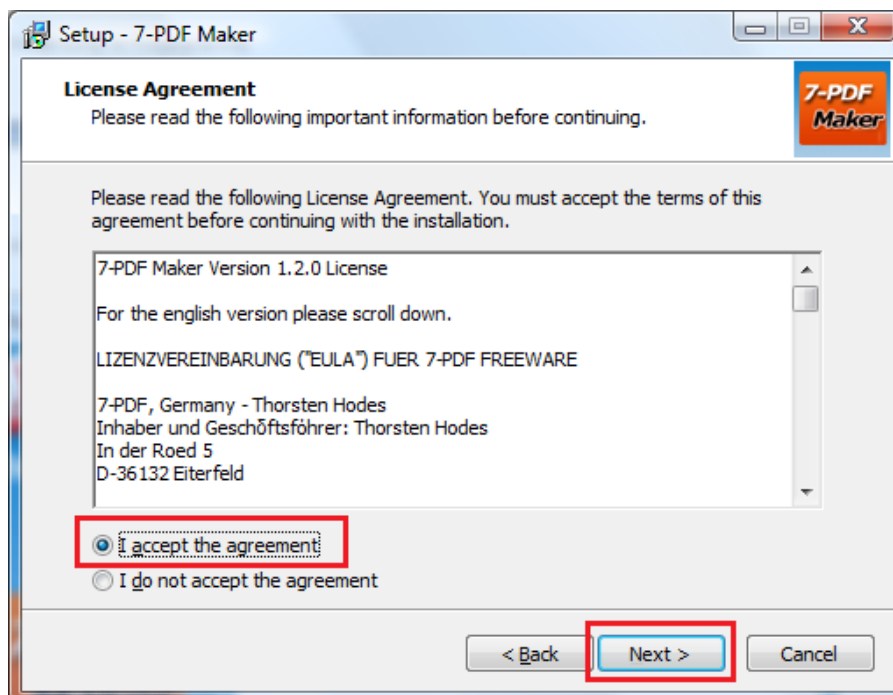 Setup - 7-PDF Maker
License Agreement
Please read the following important information before continuing.
7-PDF
Maker
Please read the following License Agreement. You must accept the terms of this
agreement before continuing with the installation.
7-PDF Maker Version 1.2.0 License
For the english version please scroll down.
LIZENZVEREINBARUNG ("EULA") FUER 7-PDF FREEWARE
7-PDF, Germany - Thorsten Hodes
Inhaber und Geschõftsfóhrer: Thorsten Hodes
In der Roed 5
D-36132 Eiterfeld
I accept the agreement
I do not accept the agreement
< Back
Next >
Cancel